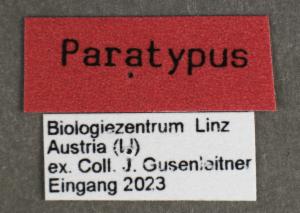 Paratypus
Biologiezentrum Linz
Austria (LI)
ex. Coll. J. Gusenleitner
Eingang 2023